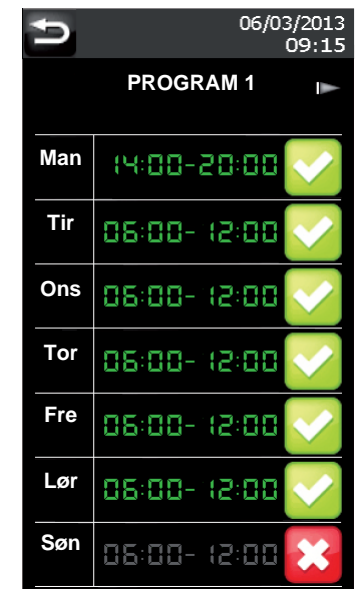 06/03/2013
09:15
PROGRAM 1
Man 14:00-20:00
Tir 06:00-12:00
Ons 06:00-12:00
Tor 06:00-12:00
Fre 06:00-12:00
Lør 06:00-12:00
Søn 06:00-12:00